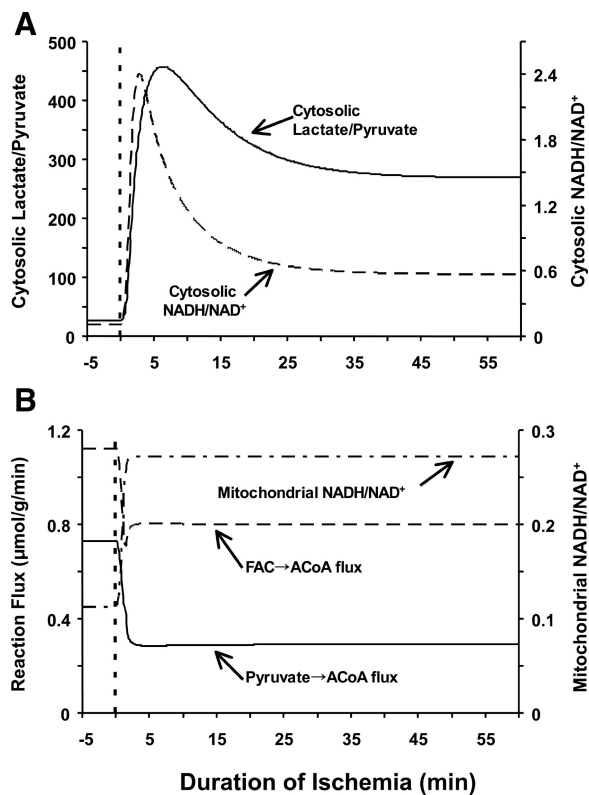 A
500
400
300
200
100
0
Cytosolic Lactate/Pyruvate
2.4
1.8
1.2
0.6
0
Cytosolic NADH/NAD⁺
Cytosolic
Lactate/Pyruvate
Cytosolic
NADH/NAD⁺
-5 5 15 25 35 45 55
B
1.2
0.8
0.4
0
Reaction Flux (μmol/g/min)
0.3
0.2
0.1
0
Mitochondrial NADH/NAD⁺
Mitochondrial NADH/NAD⁺
FAC→ACoA flux
Pyruvate→ACoA flux
-5 5 15 25 35 45 55
Duration of Ischemia (min)